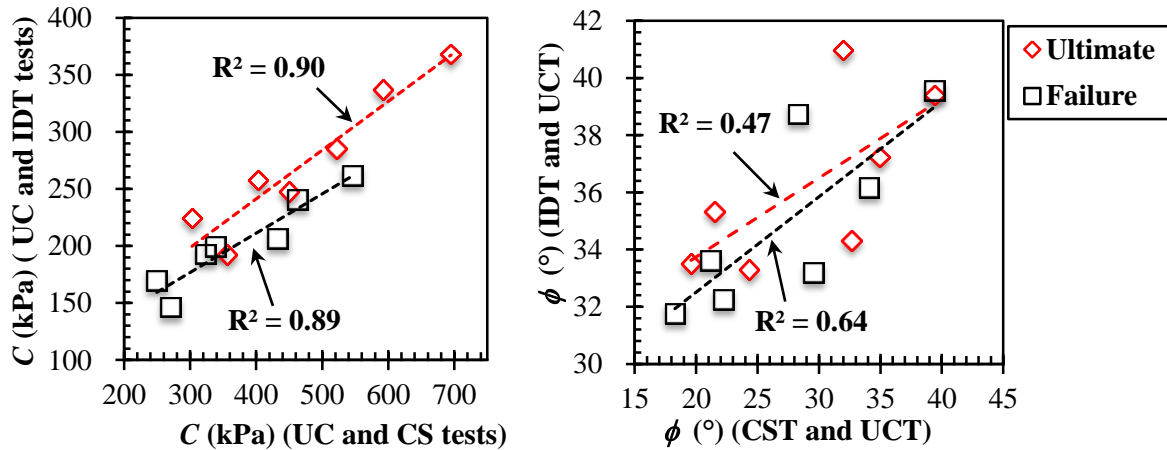 C (kPa) ( UC and IDT tests)
400
350
300
250
200
150
100
200 300 400 500 600 700
C (kPa) (UC and CS tests)
R² = 0.90
R² = 0.89
ϕ (°) (IDT and UCT)
42
40
38
36
34
32
30
15 20 25 30 35 40 45
ϕ (°) (CST and UCT)
R² = 0.47
R² = 0.64
Ultimate
Failure